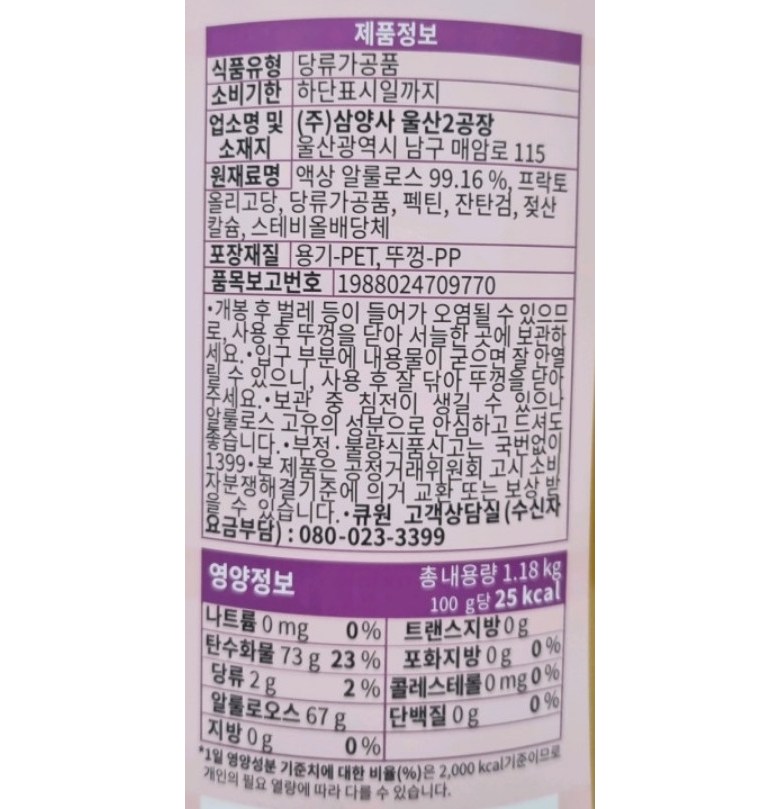 제품정보
식품유형 당류가공품
소비기한 하단표시일까지
업소명 및 소재지 (주)삼양사 울산2공장
울산광역시 남구 매암로 115
원재료명 액상 알룰로스 99.16 %, 프락토
올리고당, 당류가공품, 펙틴, 잔탄검, 젖산
칼슘, 스테비올배당체
포장재질 용기-PET, 뚜껑-PP
품목보고번호 1988024709770
•개봉 후 벌레 등이 들어가 오염될 수 있으므
로, 사용 후 뚜껑을 닫아 서늘한 곳에 보관하
세요.•입구 부분에 내용물이 굳으면 잘 안열
릴 수 있으니, 사용 후 잘 닦아 뚜껑을 닫아
주세요.•보관 중 침전이 생길 수 있으나
알룰로스 고유의 성분으로 안심하고 드셔도
좋습니다.•부정·불량식품신고는 국번없이
1399•본 제품은 공정거래위원회 고시 소비
자분쟁해결기준에 의거 교환 또는 보상 받
을 수 있습니다.•큐원 고객상담실 (수신자
요금부담) : 080-023-3399
영양정보
총 내용량 1.18 kg
100 g당 25 kcal
나트륨 0 mg 0 % 트랜스지방 0 g
탄수화물 73 g 23 % 포화지방 0 g 0 %
당류 2 g 2 % 콜레스테롤 0 mg 0 %
알룰로오스 67 g 단백질 0 g 0 %
지방 0 g 0 %
*1일 영양성분 기준치에 대한 비율(%)은 2,000 kcal기준이므로
개인의 필요 열량에 따라 다를 수 있습니다.